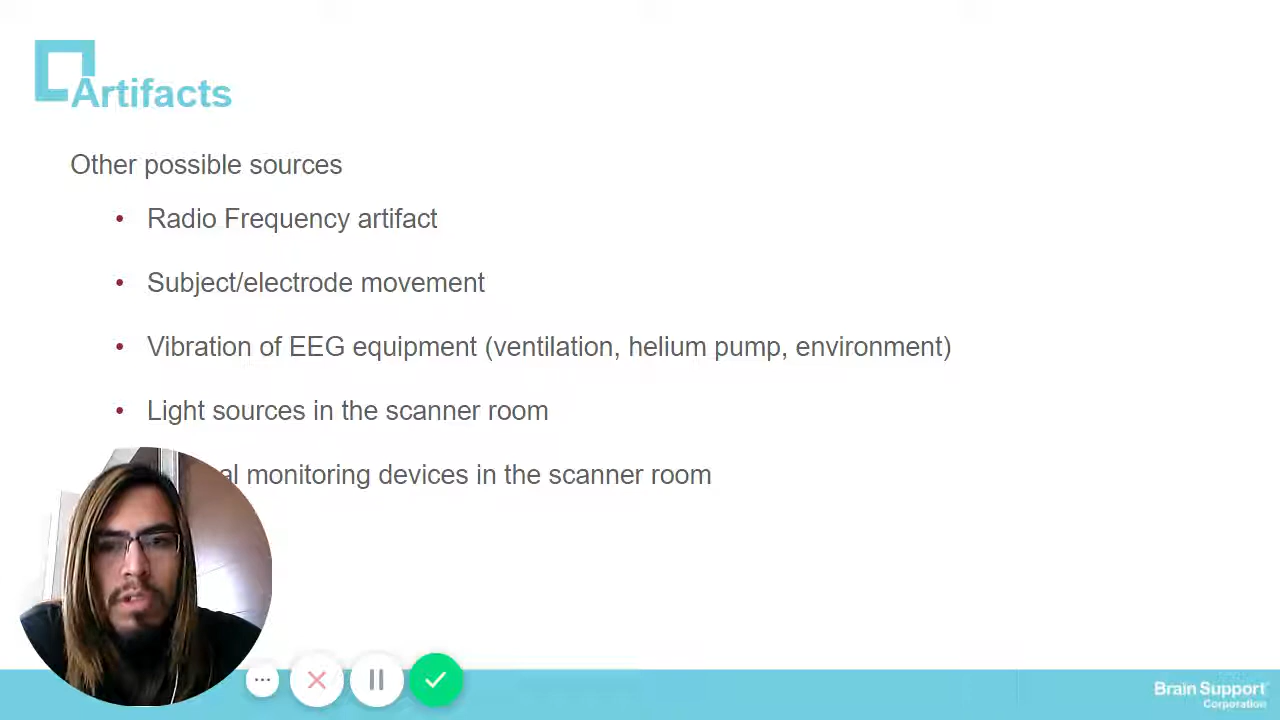 Artifacts
Other possible sources
• Radio Frequency artifact
• Subject/electrode movement
• Vibration of EEG equipment (ventilation, helium pump, environment)
• Light sources in the scanner room
monitoring devices in the scanner room
Brain Support
Corporation